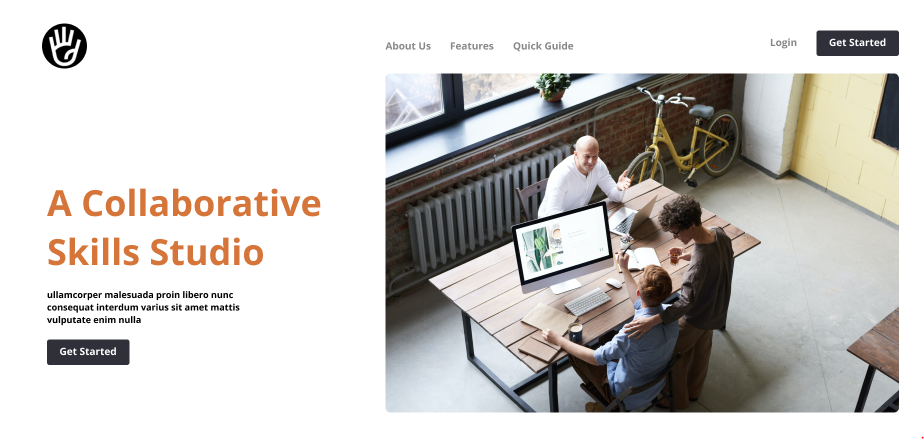 About Us Features Quick Guide Login Get Started
A Collaborative
Skills Studio
ullamcorper malesuada proin libero nunc
consequat interdum varius sit amet mattis
vulputate enim nulla
Get Started